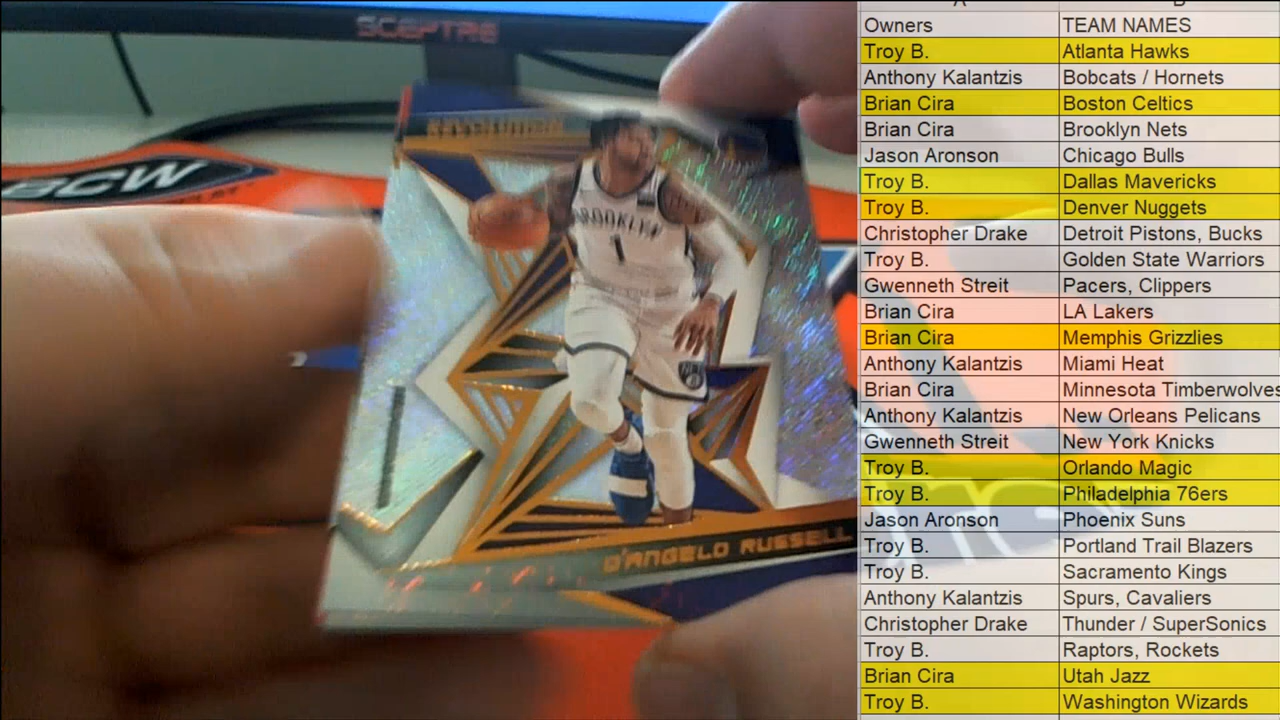 SCEPTRE
BCW
BROOKLYN
1
D'ANGELO RUSSELL
Owners TEAM NAMES
Troy B. Atlanta Hawks
Anthony Kalantzis Bobcats / Hornets
Brian Cira Boston Celtics
Brian Cira Brooklyn Nets
Jason Aronson Chicago Bulls
Troy B. Dallas Mavericks
Troy B. Denver Nuggets
Christopher Drake Detroit Pistons, Bucks
Troy B. Golden State Warriors
Gwenneth Streit Pacers, Clippers
Brian Cira LA Lakers
Brian Cira Memphis Grizzlies
Anthony Kalantzis Miami Heat
Brian Cira Minnesota Timberwolves
Anthony Kalantzis New Orleans Pelicans
Gwenneth Streit New York Knicks
Troy B. Orlando Magic
Troy B. Philadelphia 76ers
Jason Aronson Phoenix Suns
Troy B. Portland Trail Blazers
Troy B. Sacramento Kings
Anthony Kalantzis Spurs, Cavaliers
Christopher Drake Thunder / SuperSonics
Troy B. Raptors, Rockets
Brian Cira Utah Jazz
Troy B. Washington Wizards